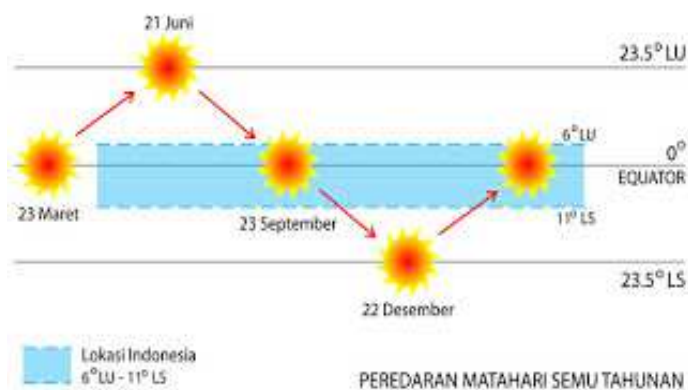 21 Juni
23.5° LU
6° LU
0°
EQUATOR
23 Maret
23 September
11° LS
23.5° LS
22 Desember
Lokasi Indonesia
6°LU - 11° LS
PEREDARAN MATAHARI SEMU TAHUNAN